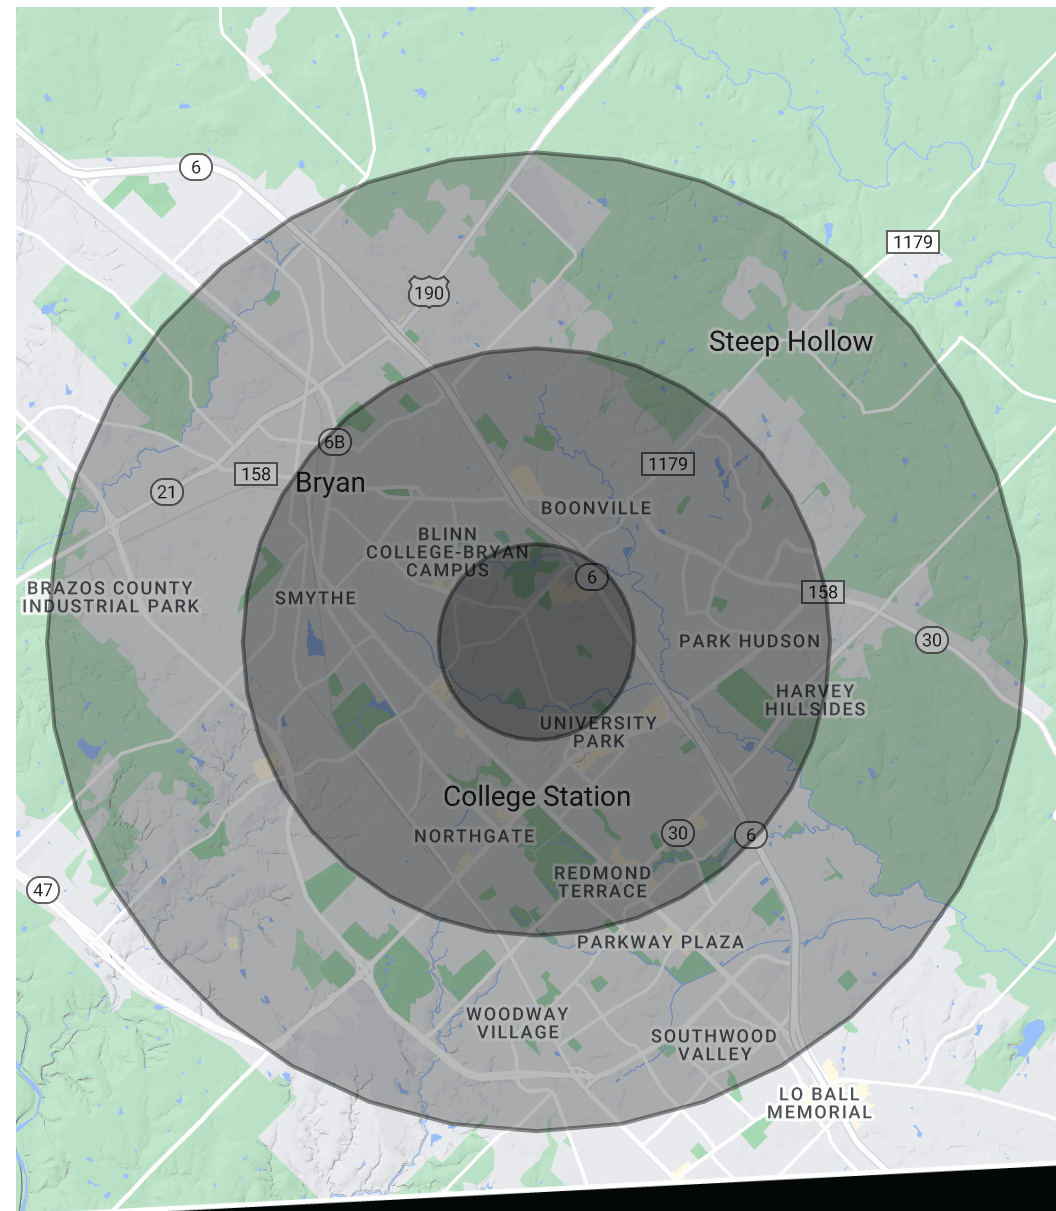 6
1179
190
Steep Hollow
6B
1179
158
Bryan
21
BOONVILLE
BLINN
COLLEGE-BRYAN
CAMPUS
6
BRAZOS COUNTY
INDUSTRIAL PARK
SMYTHE
158
PARK HUDSON
30
HARVEY
HILLSIDES
UNIVERSITY
PARK
College Station
NORTHGATE
30
6
REDMOND
TERRACE
47
PARKWAY PLAZA
WOODWAY
VILLAGE
SOUTHWOOD
VALLEY
LO BALL
MEMORIAL